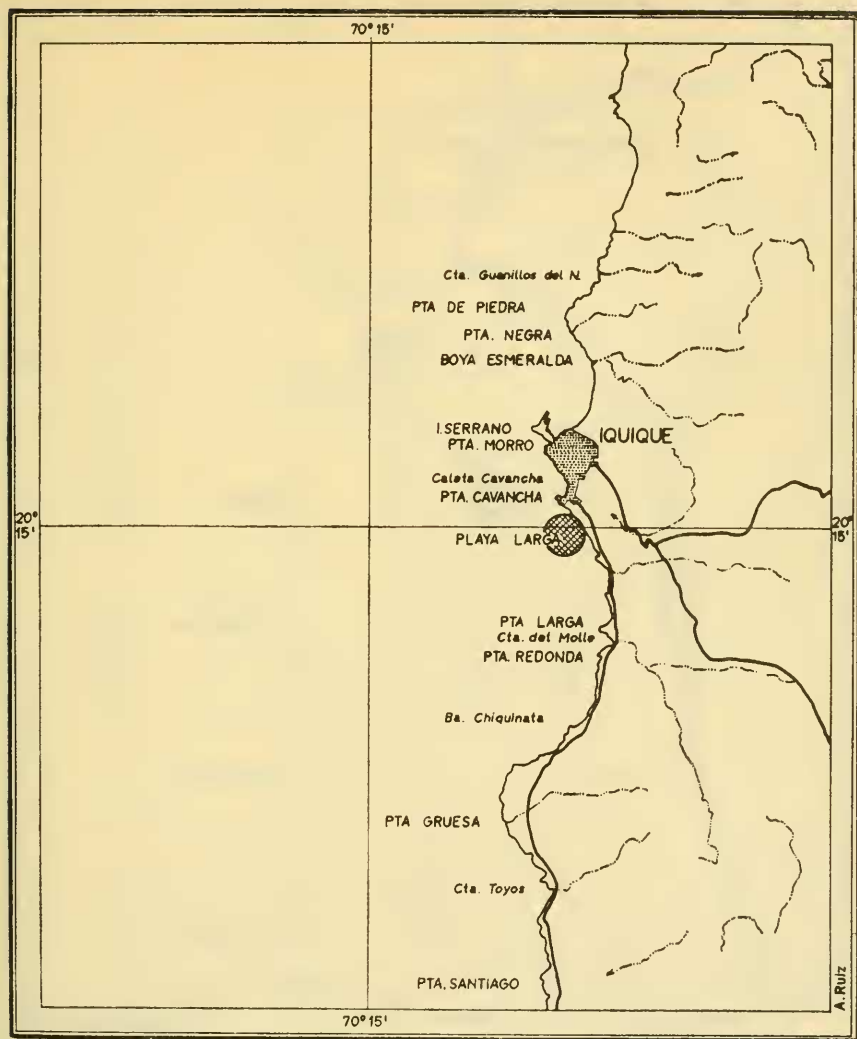 70° 15'
Cta. Guanillos del N.
PTA DE PIEDRA
PTA. NEGRA
BOYA ESMERALDA
I. SERRANO
PTA. MORRO
IQUIQUE
Caleta Cavancha
PTA. CAVANCHA
20°
15'
20°
15'
PLAYA LARGA
PTA LARGA
Cta. del Molle
PTA. REDONDA
Ba. Chiquinata
PTA GRUESA
Cta. Toyos
PTA. SANTIAGO
A. Ruiz
70° 15'